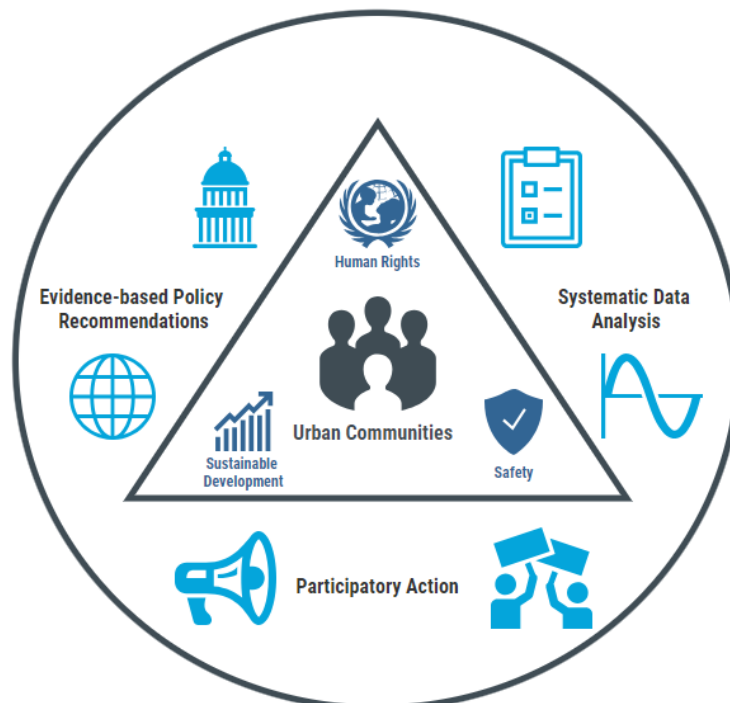 Human Rights
Evidence-based Policy
Recommendations
Systematic Data
Analysis
Urban Communities
Sustainable
Development
Safety
Participatory Action